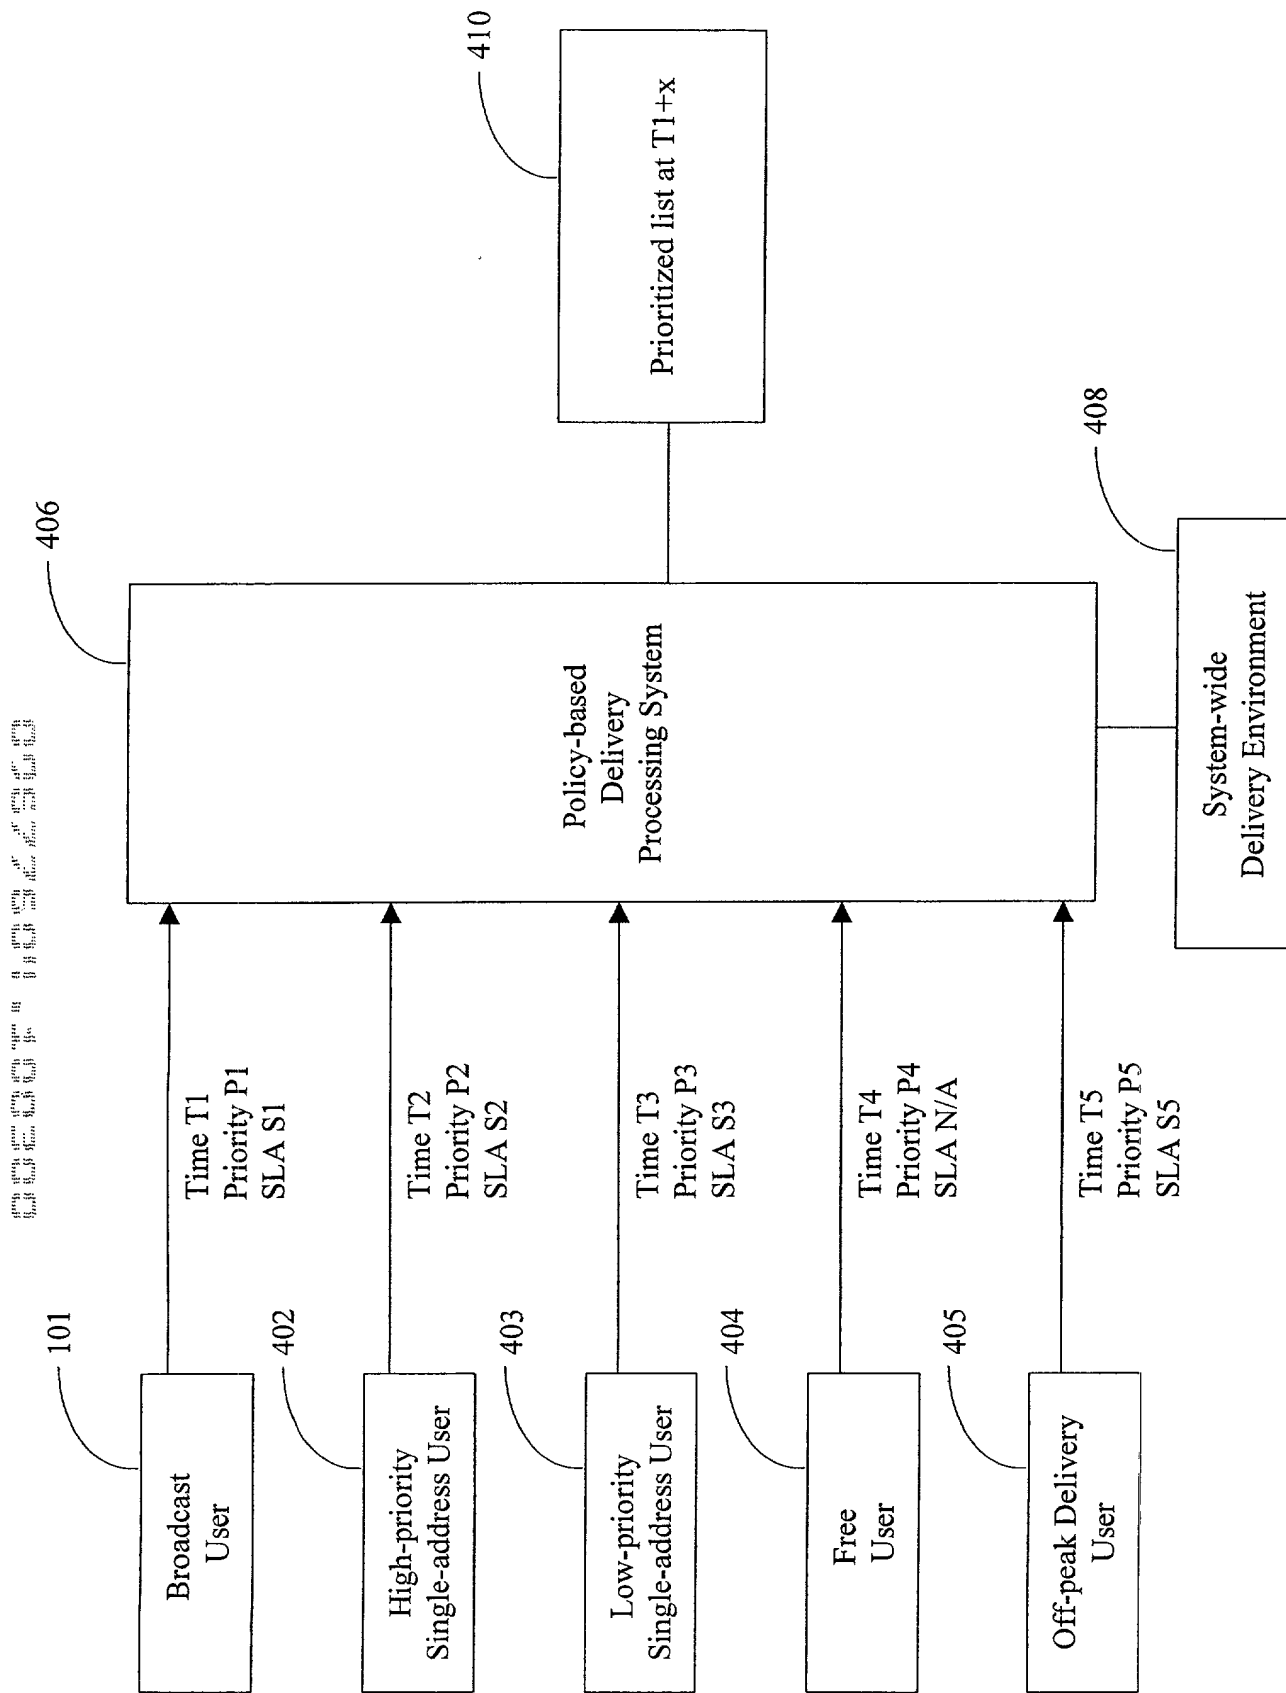 101
Broadcast
User
Time T1
Priority P1
SLA S1
402
High-priority
Single-address User
Time T2
Priority P2
SLA S2
403
Low-priority
Single-address User
Time T3
Priority P3
SLA S3
404
Free
User
Time T4
Priority P4
SLA N/A
405
Off-peak Delivery
User
Time T5
Priority P5
SLA S5
406
Policy-based
Delivery
Processing System
408
System-wide
Delivery Environment
410
Prioritized list at T1+x